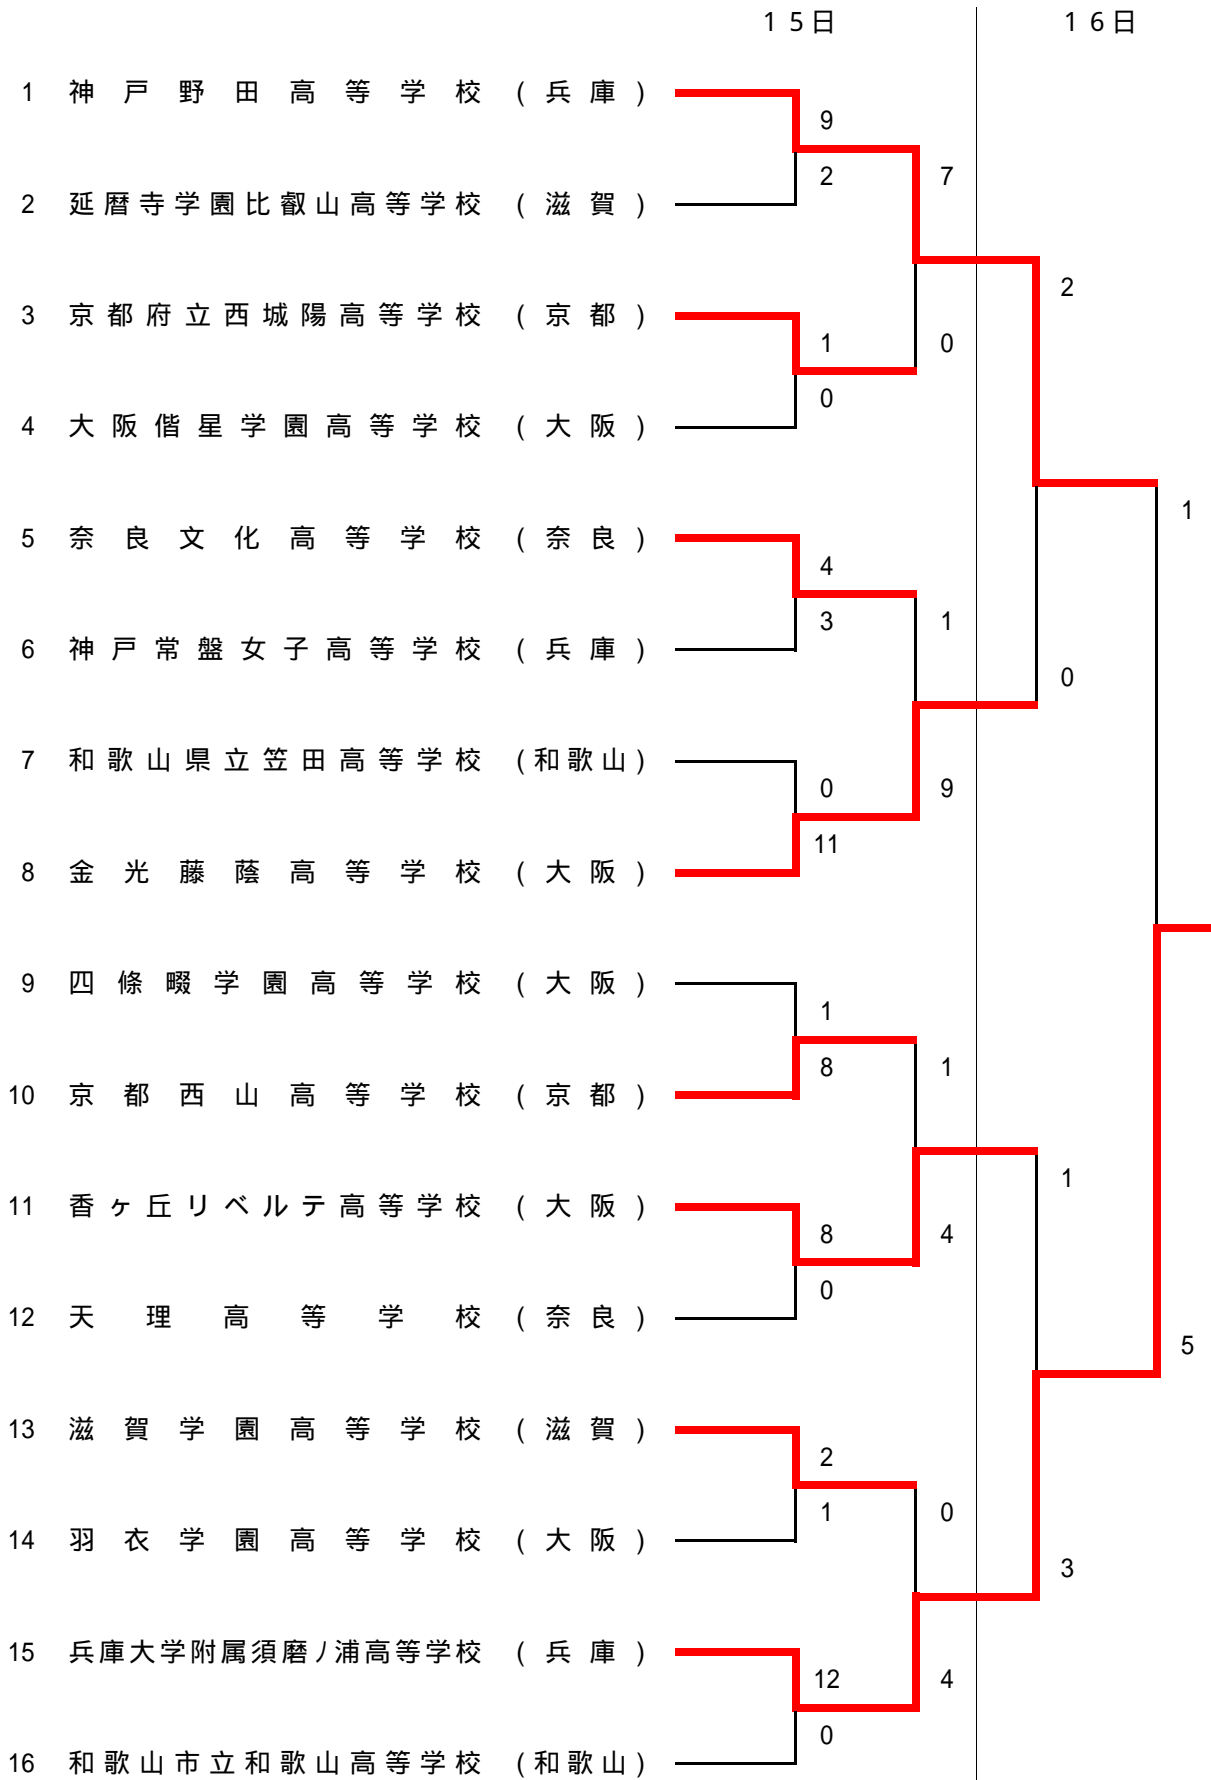 15日 16日
1 神戸野田高等学校 (兵庫)
9
2 7
2 延暦寺学園比叡山高等学校 (滋賀)
2
3 京都府立西城陽高等学校 (京都)
1 0
0
4 大阪偕星学園高等学校 (大阪)
1
5 奈良文化高等学校 (奈良)
4
3 1
6 神戸常盤女子高等学校 (兵庫)
0
7 和歌山県立笠田高等学校 (和歌山)
0 9
11
8 金光藤蔭高等学校 (大阪)
9 四條畷学園高等学校 (大阪)
1
8 1
10 京都西山高等学校 (京都)
1
11 香ヶ丘リベルテ高等学校 (大阪)
8 4
0
12 天理高等学校 (奈良)
5
13 滋賀学園高等学校 (滋賀)
2
1 0
14 羽衣学園高等学校 (大阪)
3
15 兵庫大学附属須磨ノ浦高等学校 (兵庫)
12 4
0
16 和歌山市立和歌山高等学校 (和歌山)